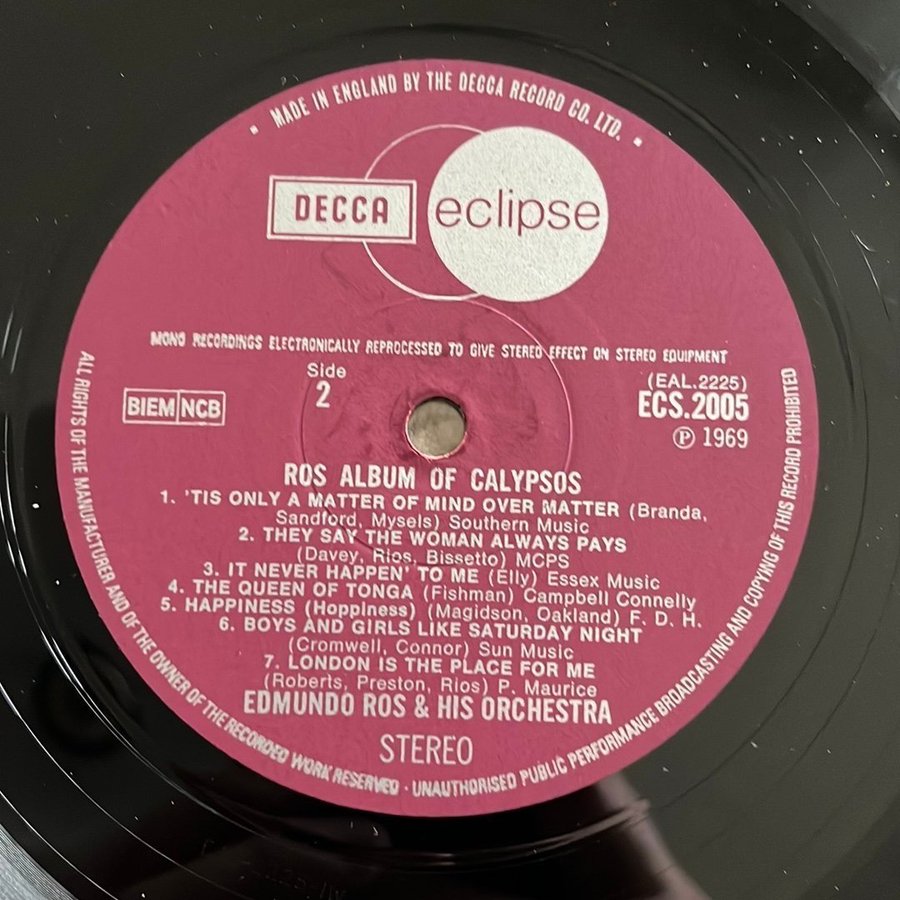 • MADE IN ENGLAND BY THE DECCA RECORD CO. LTD. •
DECCA
eclipse
MONO RECORDINGS ELECTRONICALLY REPROCESSED TO GIVE STEREO EFFECT ON STEREO EQUIPMENT
Side
2
BIEM NCB
(EAL.2225)
ECS.2005
Ⓟ 1969
ROS ALBUM OF CALYPSOS
1. 'TIS ONLY A MATTER OF MIND OVER MATTER (Branda,
Sandford, Mysels) Southern Music
2. THEY SAY THE WOMAN ALWAYS PAYS
(Davey, Rios, Bissetto) MCPS
3. IT NEVER HAPPEN' TO ME (Elly) Essex Music
4. THE QUEEN OF TONGA (Fishman) Campbell Connelly
5. HAPPINESS (Hoppiness) (Magidson, Oakland) F. D. H.
6. BOYS AND GIRLS LIKE SATURDAY NIGHT
(Cromwell, Connor) Sun Music
7. LONDON IS THE PLACE FOR ME
(Roberts, Preston, Rios) P. Maurice
EDMUNDO ROS & HIS ORCHESTRA
STEREO
ALL RIGHTS OF THE MANUFACTURER AND OF THE OWNER OF THE RECORDED WORK RESERVED • UNAUTHORISED PUBLIC PERFORMANCE BROADCASTING AND COPYING OF THIS RECORD PROHIBITED